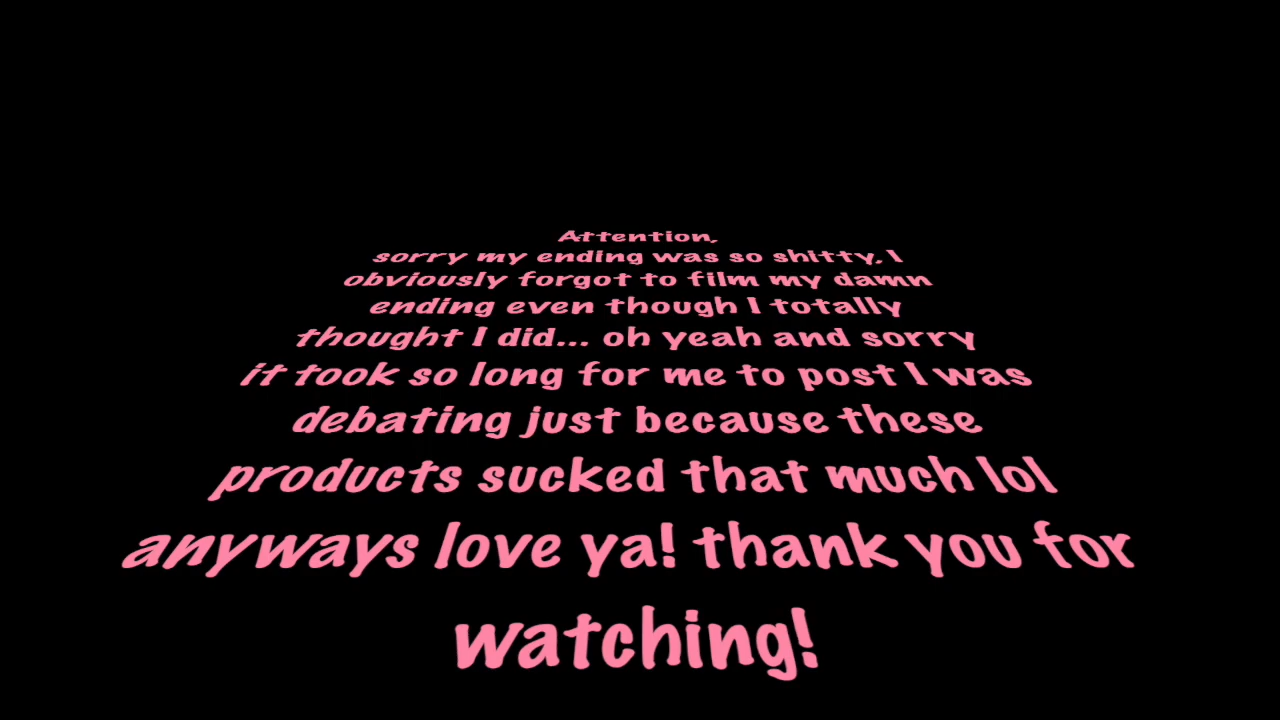 Attention,
sorry my ending was so shitty, I
obviously forgot to film my damn
ending even though I totally
thought I did... oh yeah and sorry
it took so long for me to post I was
debating just because these
products sucked that much lol
anyways love ya! thank you for
watching!